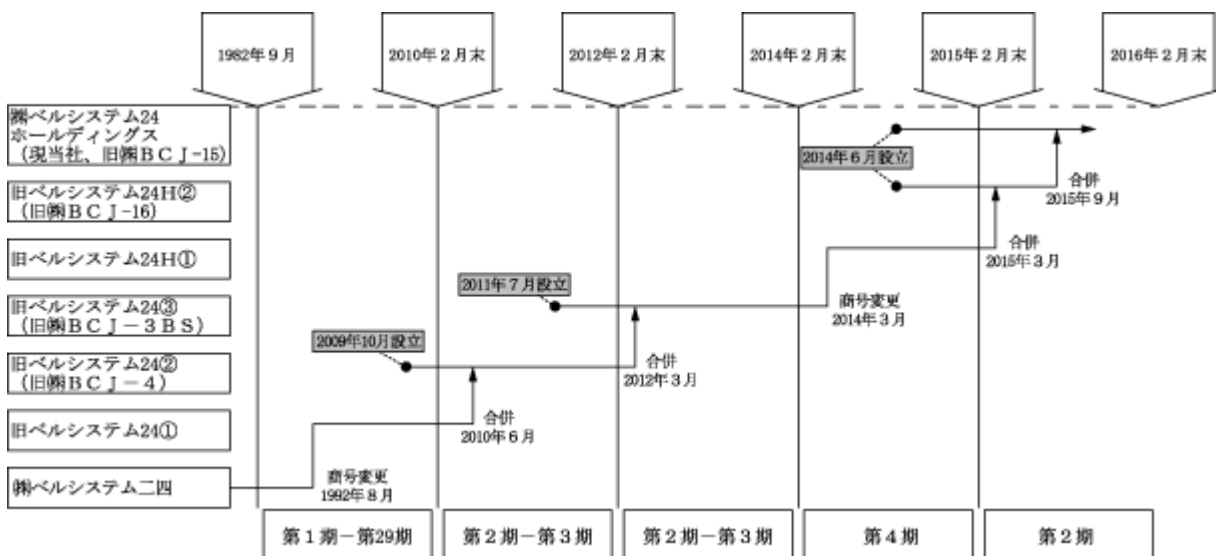 1982年9月
2010年2月末
2012年2月末
2014年2月末
2015年2月末
2016年2月末
㈱ベルシステム24
ホールディングス
(現当社、旧㈱BCJ-15)
2014年6月設立
合併
2015年9月
旧ベルシステム24H②
(旧㈱BCJ-16)
旧ベルシステム24H①
合併
2015年3月
2011年7月設立
旧ベルシステム24③
(旧㈱BCJ-3BS)
商号変更
2014年3月
2009年10月設立
旧ベルシステム24②
(旧㈱BCJ-4)
合併
2012年3月
旧ベルシステム24①
合併
2010年6月
㈱ベルシステム二四
商号変更
1992年8月
第1期-第29期
第2期-第3期
第2期-第3期
第4期
第2期